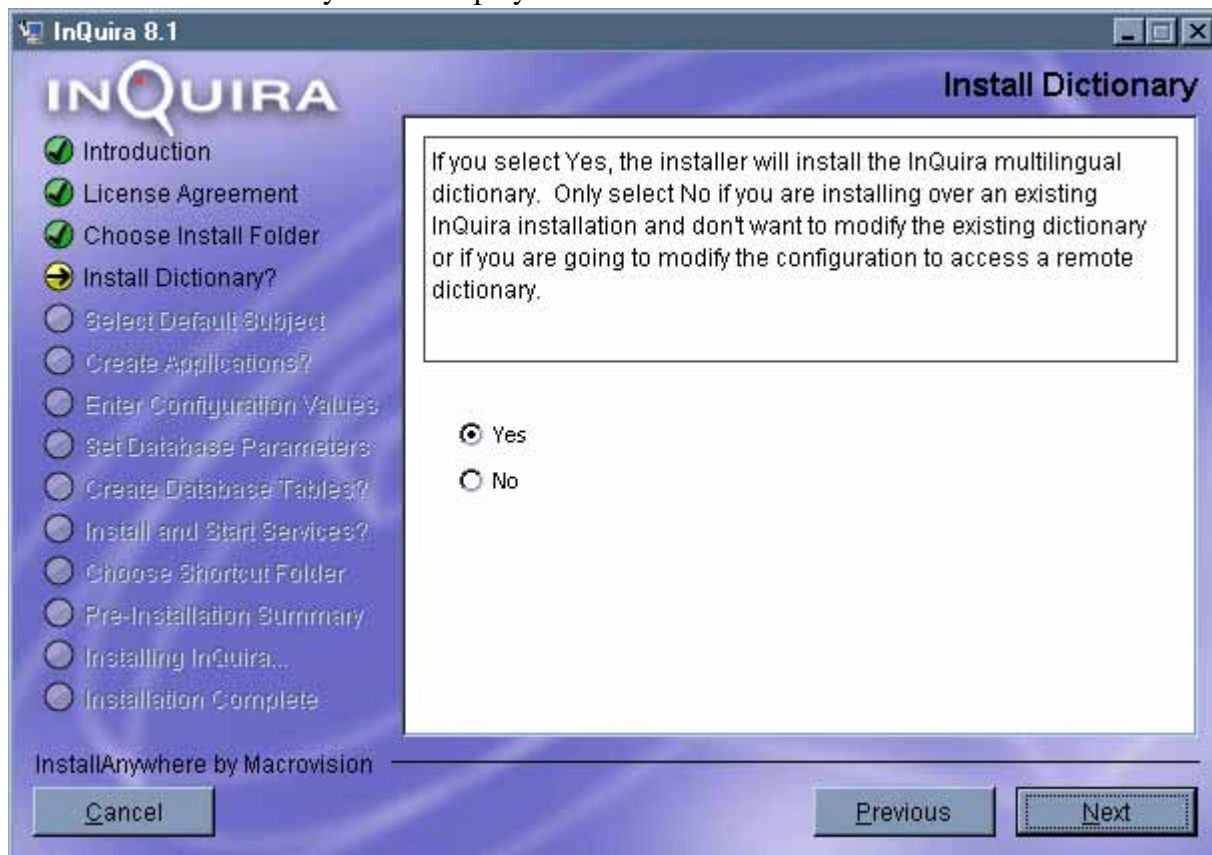 InQuira 8.1
INQUIRA
Install Dictionary
Introduction
License Agreement
Choose Install Folder
Install Dictionary?
Select Default Subject
Create Applications?
Enter Configuration Values
Set Database Parameters
Create Database Tables?
Install and Start Services?
Choose Shortcut Folder
Pre-Installation Summary
Installing InQuira...
Installation Complete
If you select Yes, the installer will install the InQuira multilingual
dictionary. Only select No if you are installing over an existing
InQuira installation and don't want to modify the existing dictionary
or if you are going to modify the configuration to access a remote
dictionary.
Yes
No
InstallAnywhere by Macrovision
Cancel
Previous
Next